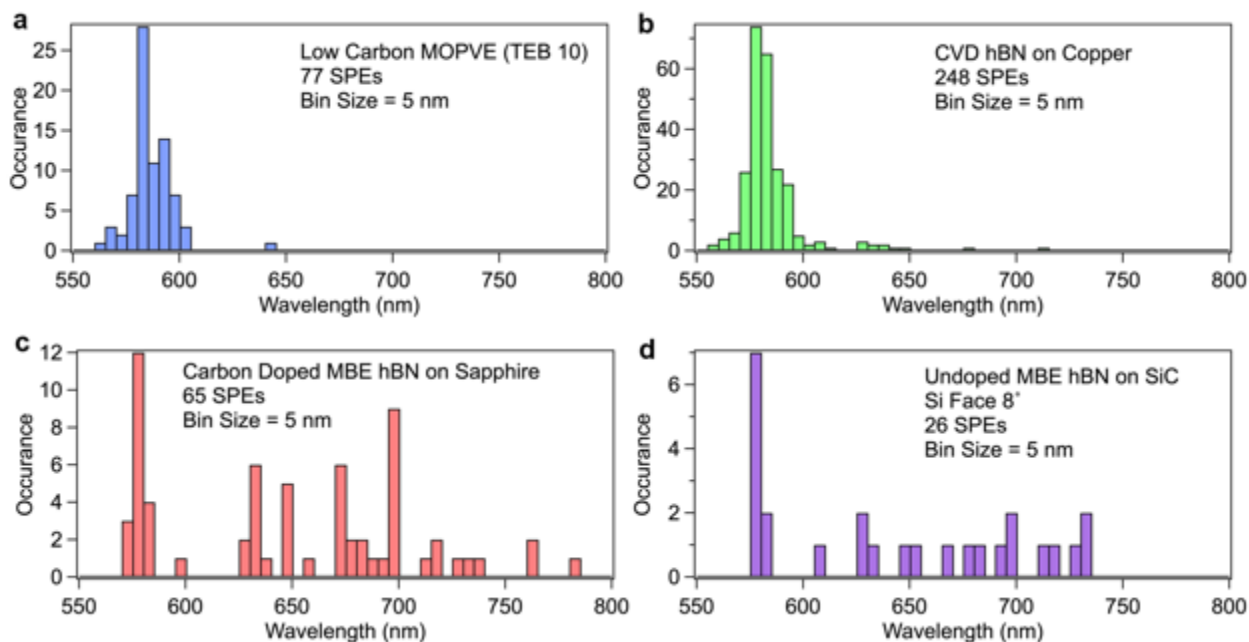 a
Low Carbon MOPVE (TEB 10)
77 SPEs
Bin Size = 5 nm
Occurance
25
20
15
10
5
0
550 600 650 700 750 800
Wavelength (nm)
b
CVD hBN on Copper
248 SPEs
Bin Size = 5 nm
Occurance
60
40
20
0
550 600 650 700 750 800
Wavelength (nm)
c
Carbon Doped MBE hBN on Sapphire
65 SPEs
Bin Size = 5 nm
Occurance
12
10
8
6
4
2
0
550 600 650 700 750 800
Wavelength (nm)
d
Undoped MBE hBN on SiC
Si Face 8˚
26 SPEs
Bin Size = 5 nm
Occurance
6
4
2
0
550 600 650 700 750 800
Wavelength (nm)